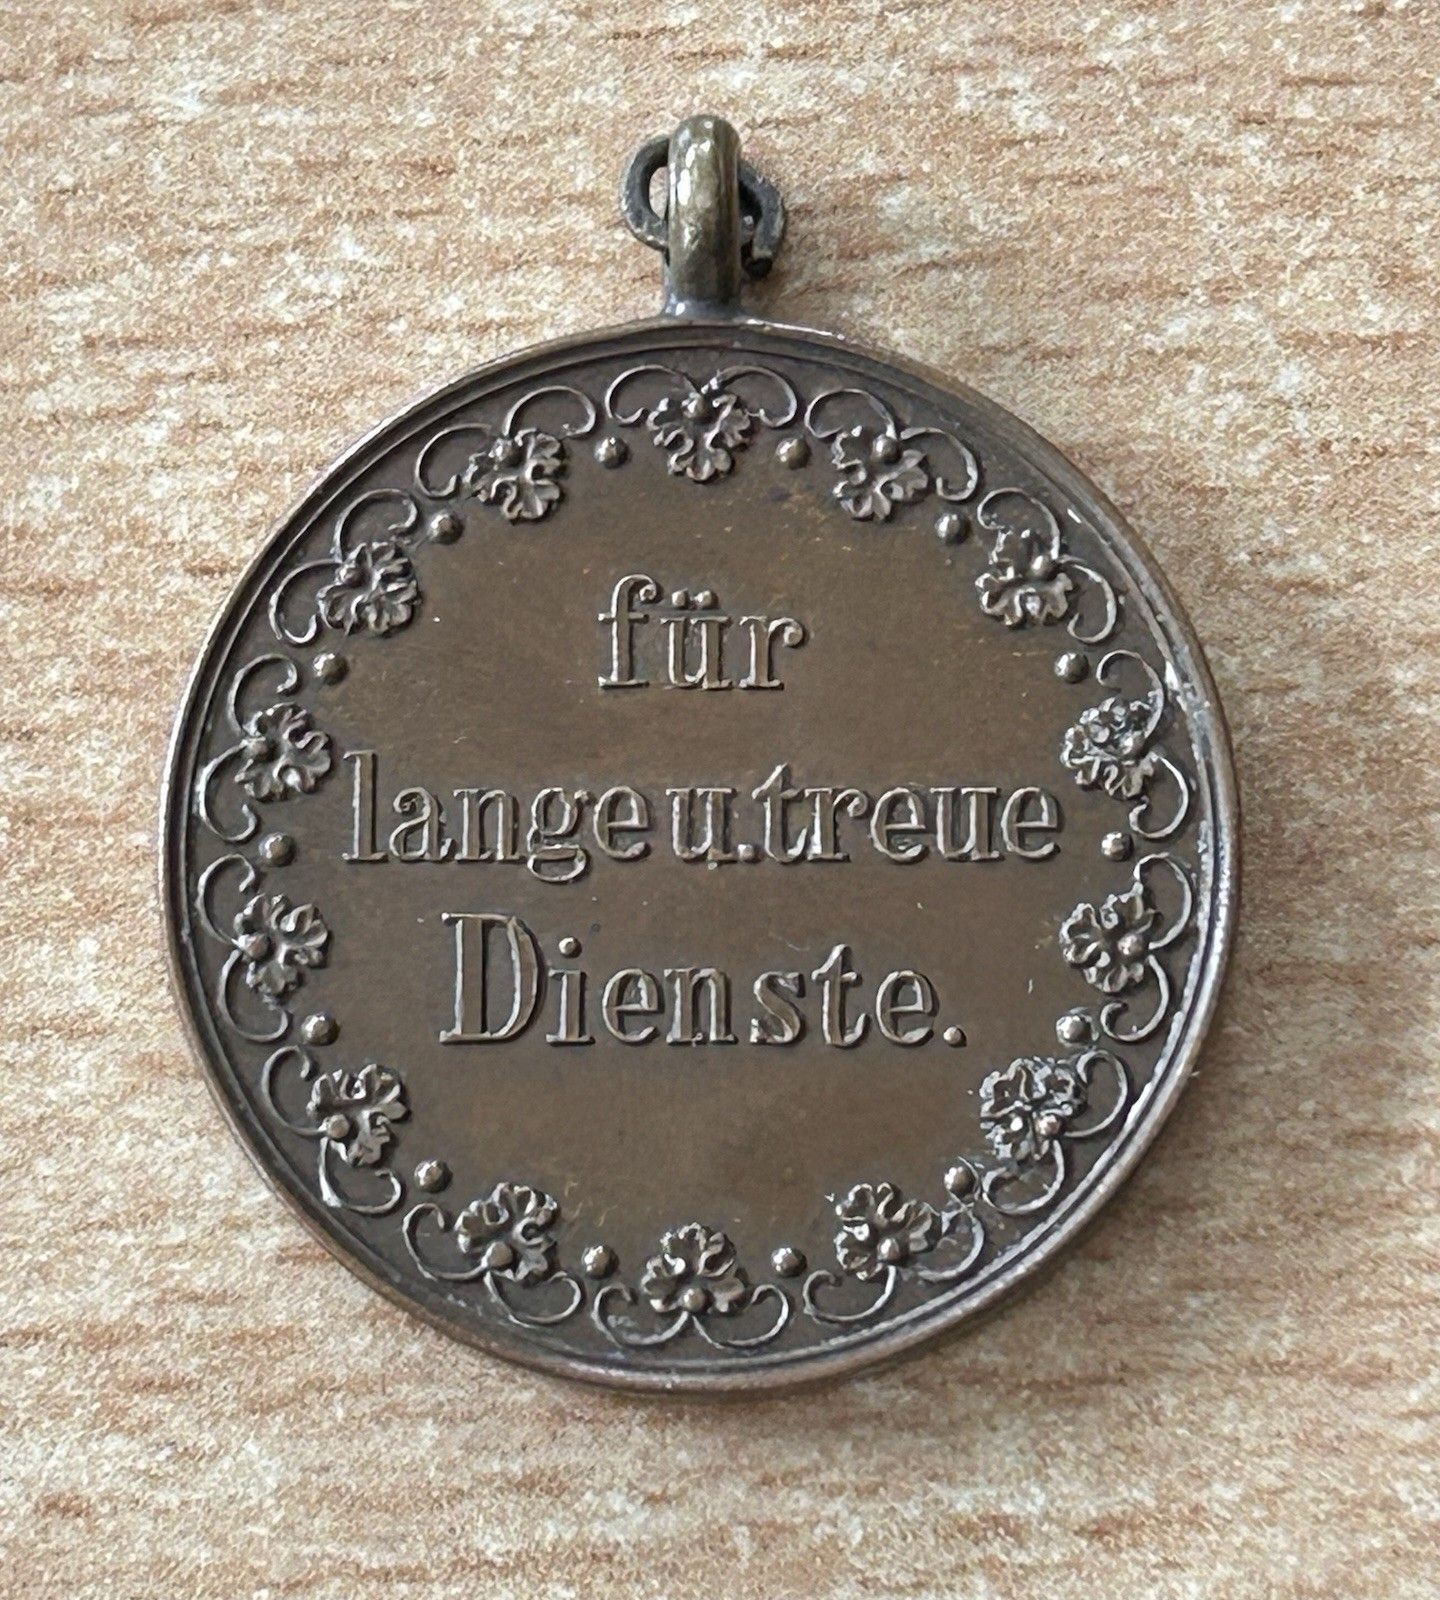 für
lange u. treue
Dienste.